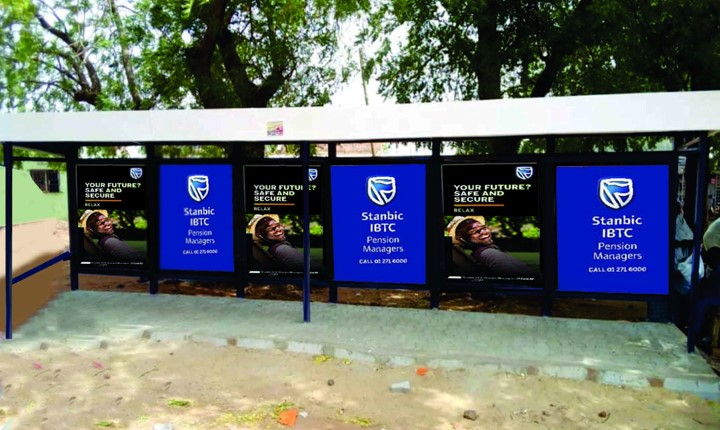 YOUR FUTURE?
SAFE AND
SECURE
RELAX
Stanbic
IBTC
Pension
Managers
CALL 01 271 6000
YOUR FUTURE?
SAFE AND
SECURE
RELAX
Stanbic
IBTC
Pension
Managers
CALL 01 271 6000
YOUR FUTURE?
SAFE AND
SECURE
RELAX
Stanbic
IBTC
Pension
Managers
CALL 01 271 6000